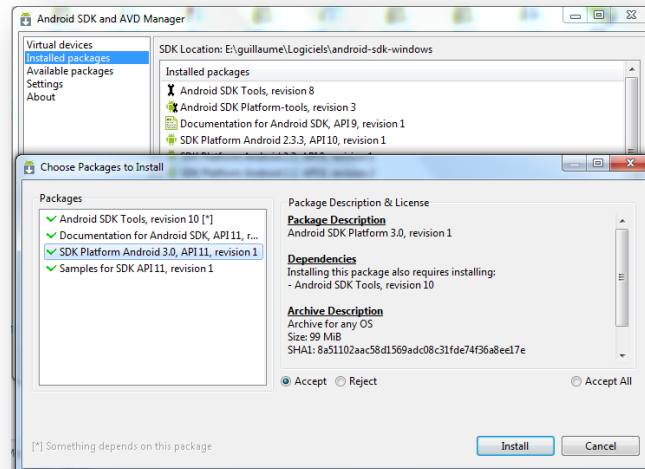 Android SDK and AVD Manager
Virtual devices
Installed packages
Available packages
Settings
About
SDK Location: E:\guillaume\Logiciels\android-sdk-windows
Installed packages
Android SDK Tools, revision 8
Android SDK Platform-tools, revision 3
Documentation for Android SDK, API 9, revision 1
SDK Platform Android 2.3.3, API 10, revision 1
Choose Packages to Install
Packages
Android SDK Tools, revision 10 [*]
Documentation for Android SDK, API 11, r...
SDK Platform Android 3.0, API 11, revision 1
Samples for SDK API 11, revision 1
Package Description & License
Package Description
Android SDK Platform 3.0, revision 1
Dependencies
Installing this package also requires installing:
- Android SDK Tools, revision 10
Archive Description
Archive for any OS
Size: 99 MiB
SHA1: 8a51102aac58d1569adc08c31fde74f36a8ee17e
Accept
Reject
Accept All
[*] Something depends on this package
Install
Cancel